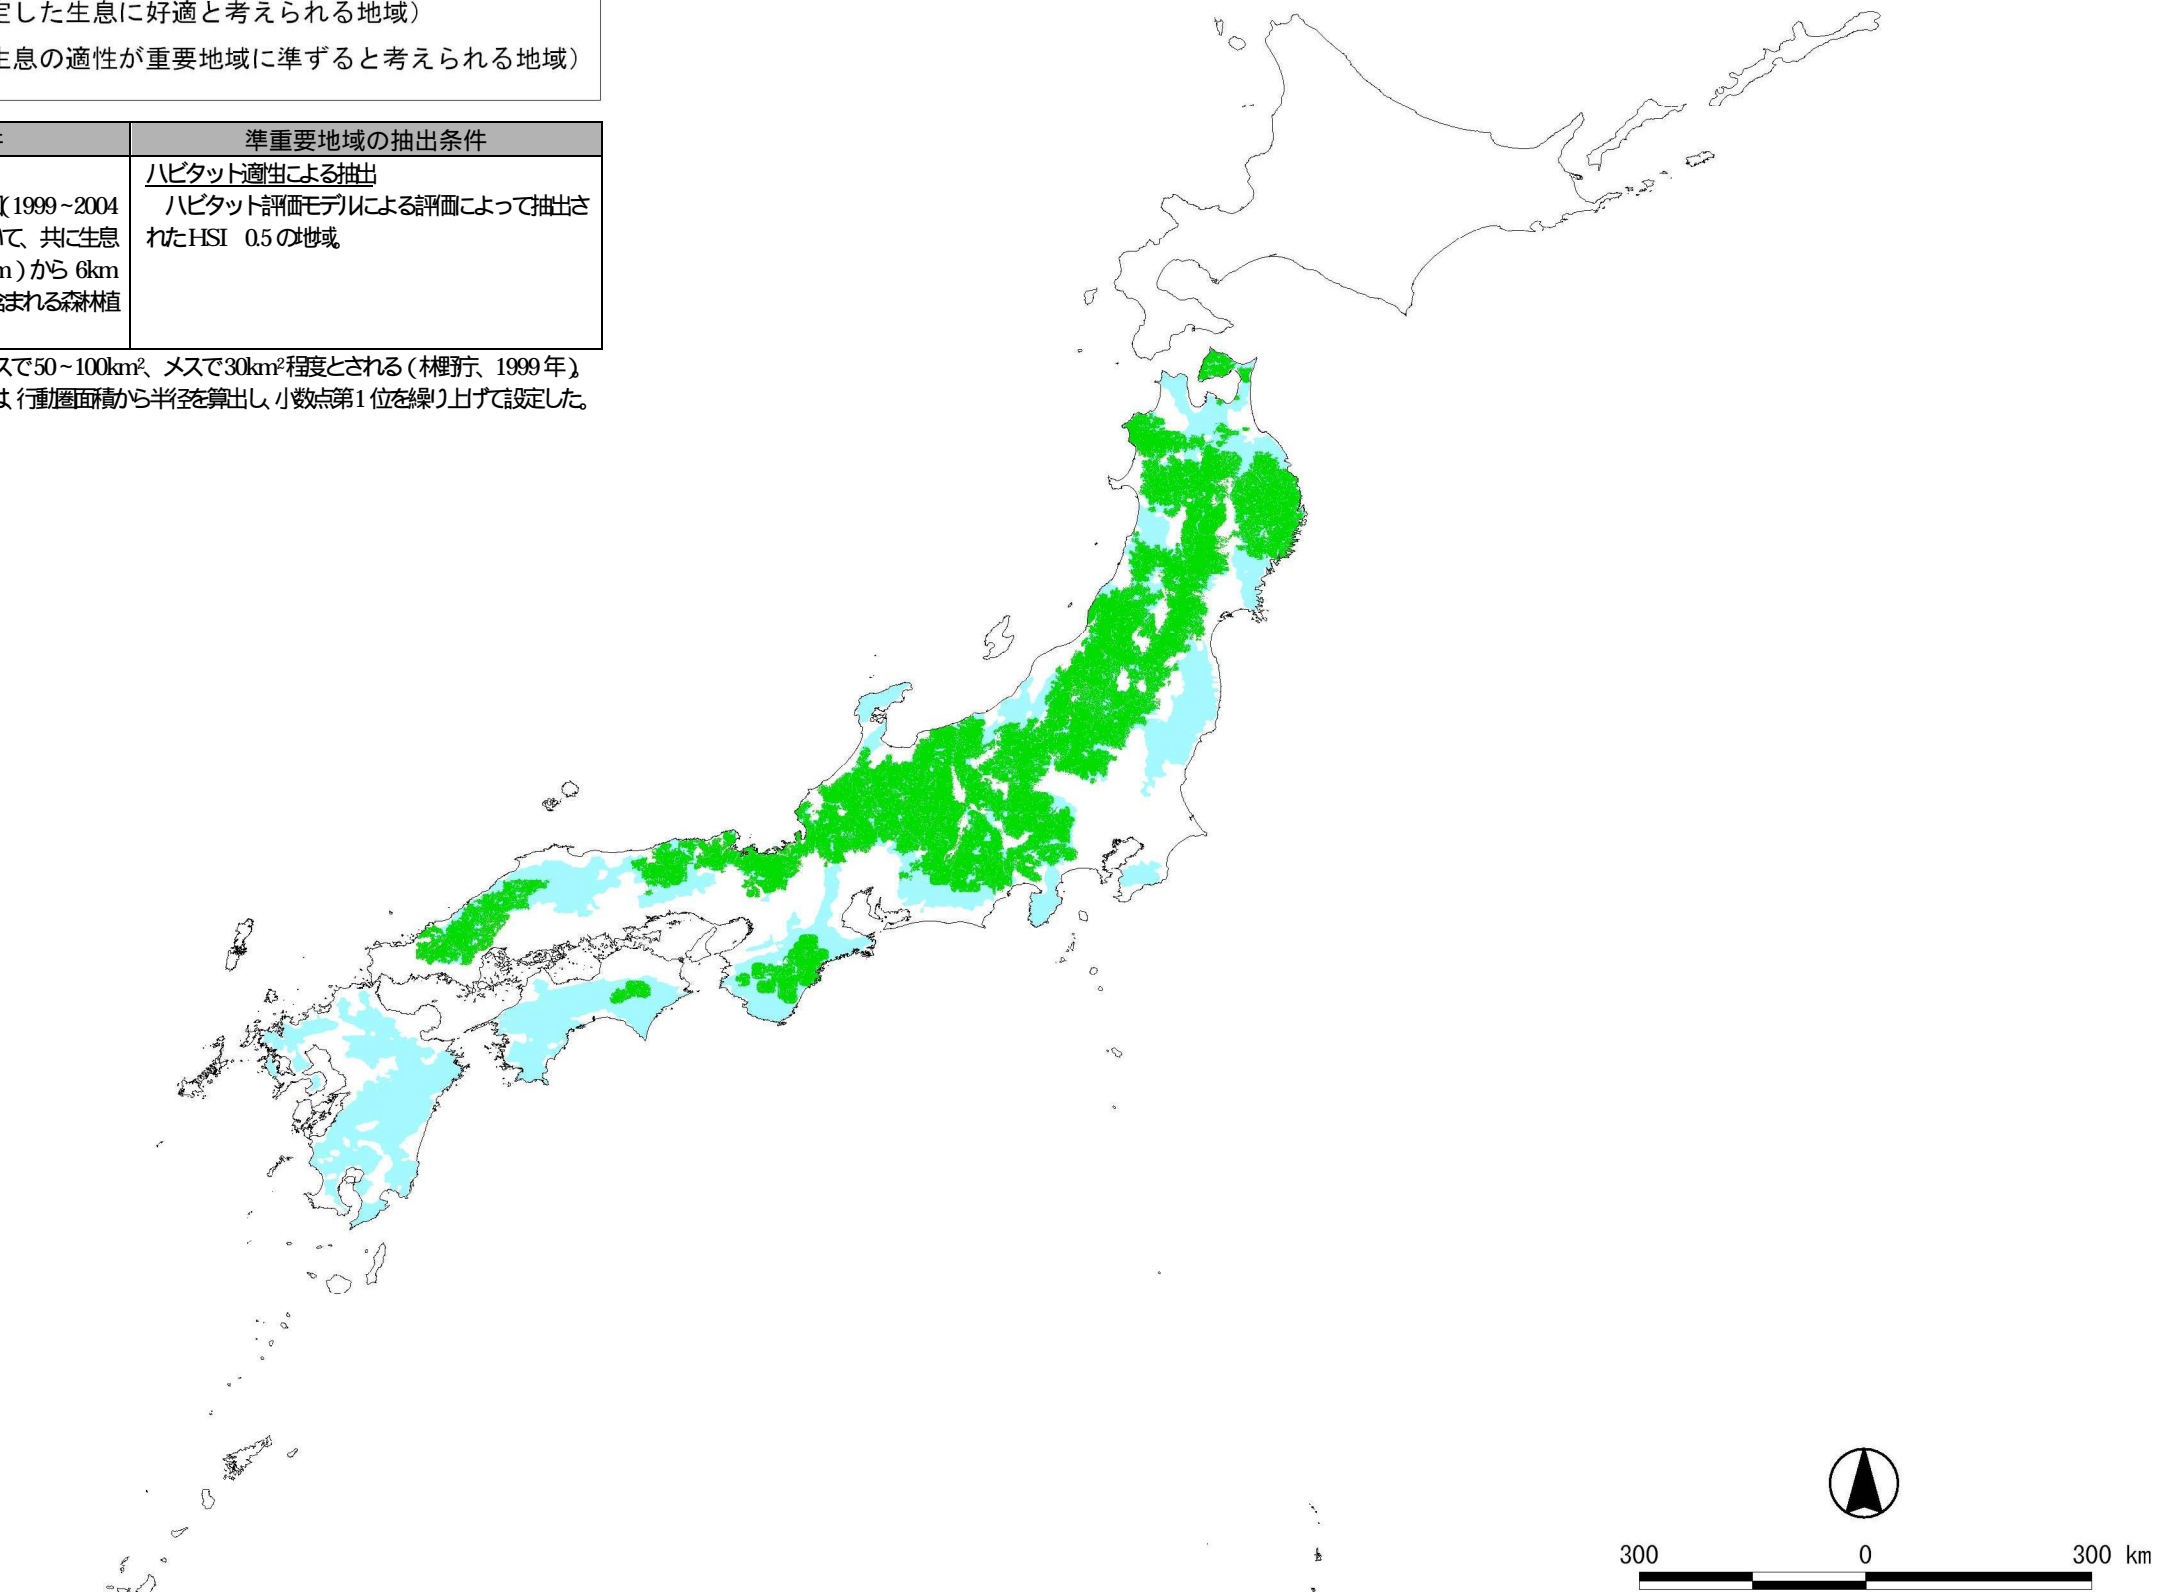 定した生息に好適と考えられる地域）
生息の適性が重要地域に準ずると考えられる地域）
件
準重要地域の抽出条件
ハビタット適性による抽出
(1999~2004
ハビタット評価モデルによる評価によって抽出さ
いて、共に生息
れたHSI 0.5の地域。
m）から 6km
含まれる森林植
スで50~100km²、メスで30km²程度とされる（林野庁、1999年）。
は、行動圏面積から半径を算出し、小数点第1位を繰り上げて設定した。
300 0 300 km